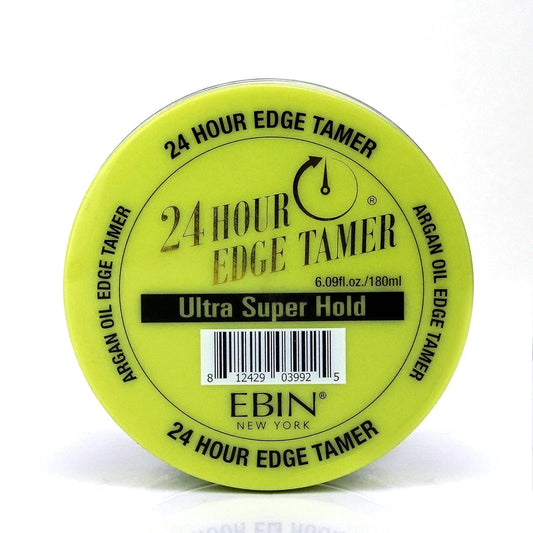 24 HOUR EDGE TAMER
ARGAN OIL EDGE TAMER
ARGAN OIL EDGE TAMER
24 HOUR
EDGE TAMER®
6.09fl.oz./180ml
Ultra Super Hold
8 12429 03992 5
EBIN®
NEW YORK
24 HOUR EDGE TAMER